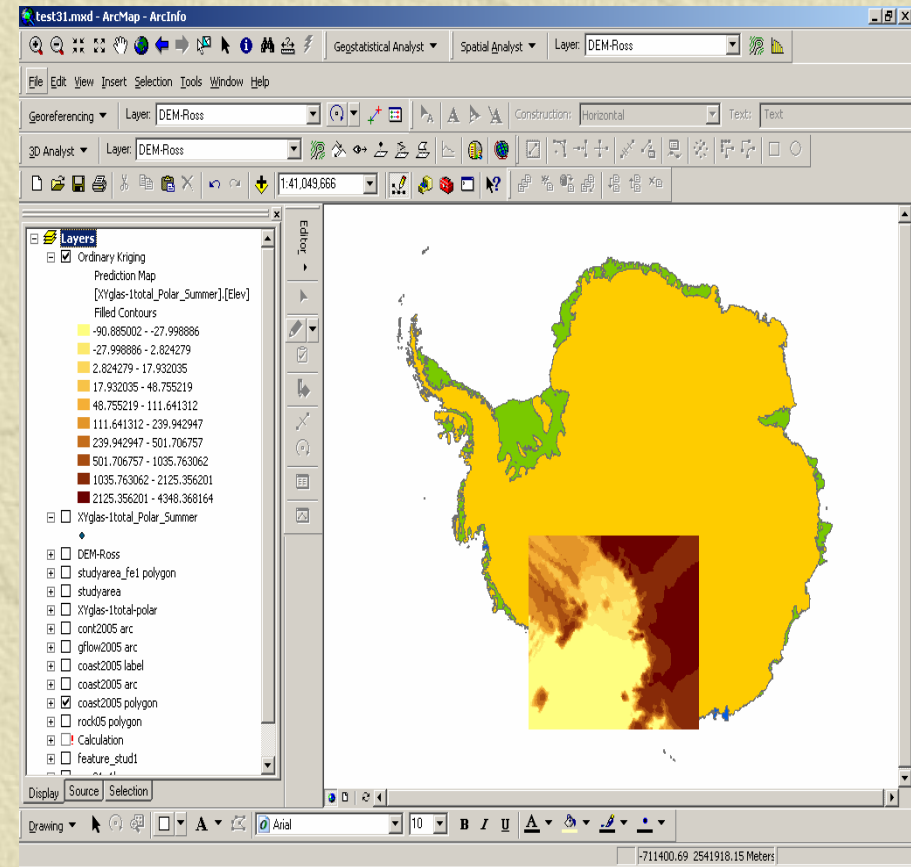 test31.mxd - ArcMap - ArcInfo
Geostatistical Analyst Spatial Analyst Layer: DEM-Ross
File Edit View Insert Selection Tools Window Help
Georeferencing Layer: DEM-Ross Construction: Horizontal Text: Text
3D Analyst Layer: DEM-Ross
1:41,049,666
Editor
Layers
Ordinary Kriging
Prediction Map
[XYglas-1total_Polar_Summer].[Elev]
Filled Contours
-90.885002 - -27.998886
-27.998886 - 2.824279
2.824279 - 17.932035
17.932035 - 48.755219
48.755219 - 111.641312
111.641312 - 239.942947
239.942947 - 501.706757
501.706757 - 1035.763062
1035.763062 - 2125.356201
2125.356201 - 4348.368164
XYglas-1total_Polar_Summer
DEM-Ross
studyarea_fe1 polygon
studyarea
XYglas-1total-polar
cont2005 arc
gflow2005 arc
coast2005 label
coast2005 arc
coast2005 polygon
rock05 polygon
Calculation
feature_stud1
Display Source Selection
Drawing A Arial 10 B I U A
-711400.69 2541918.15 Meters